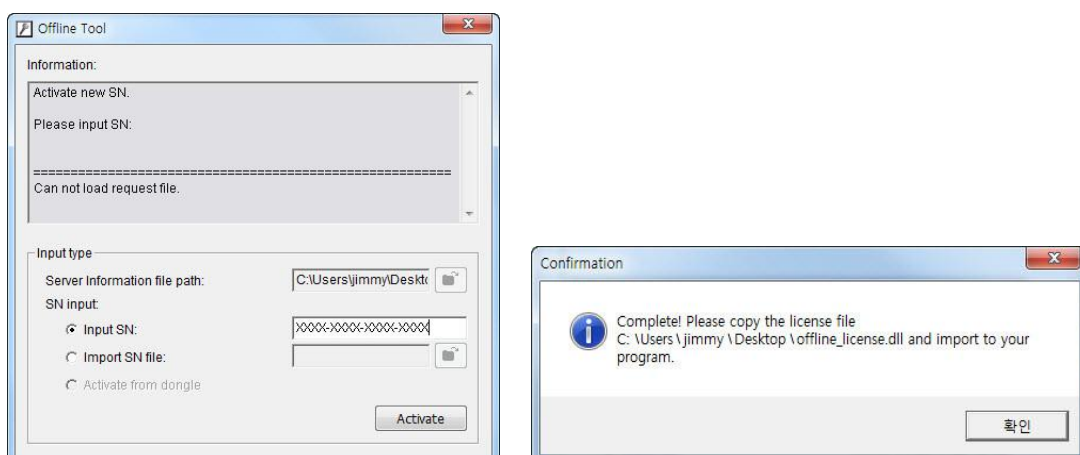 Offline Tool
Information:
Activate new SN.
Please input SN:
========================================================
Can not load request file.
Input type
Server Information file path:
C:\Users\jimmy\Deskt
SN input:
Input SN:
XXXX-XXXX-XXXX-XXXX
Import SN file:
Activate from dongle
Activate
Confirmation
Complete! Please copy the license file
C: \Users \ jimmy \ Desktop \ offline_license.dll and import to your
program.
확인